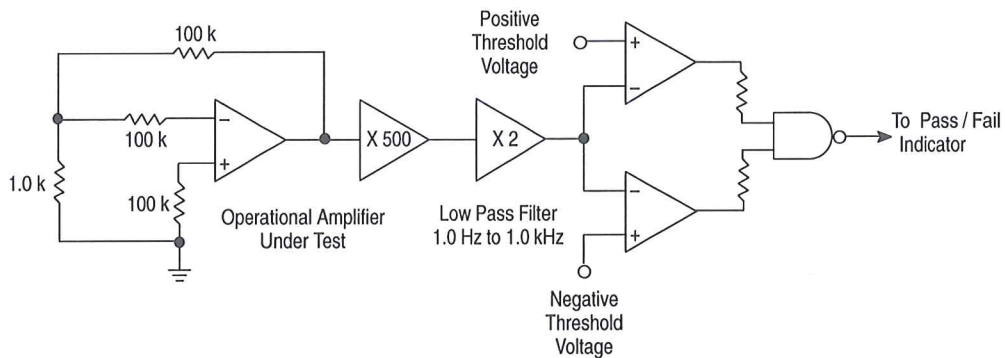 100 k
Positive
Threshold
Voltage
+
−
100 k
−
+
X 500
X 2
To Pass / Fail
Indicator
1.0 k
100 k
Operational Amplifier
Under Test
Low Pass Filter
1.0 Hz to 1.0 kHz
−
+
Negative
Threshold
Voltage